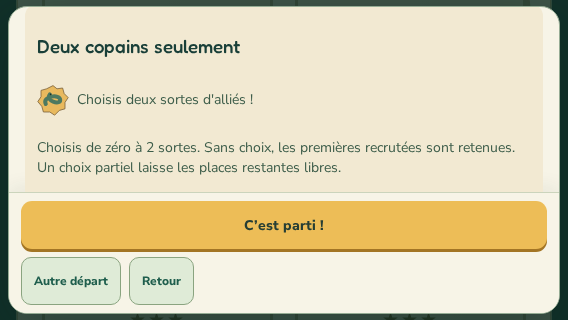 Deux copains seulement
Choisis deux sortes d'alliés !
Choisis de zéro à 2 sortes. Sans choix, les premières recrutées sont retenues.
Un choix partiel laisse les places restantes libres.
C'est parti !
Autre départ
Retour